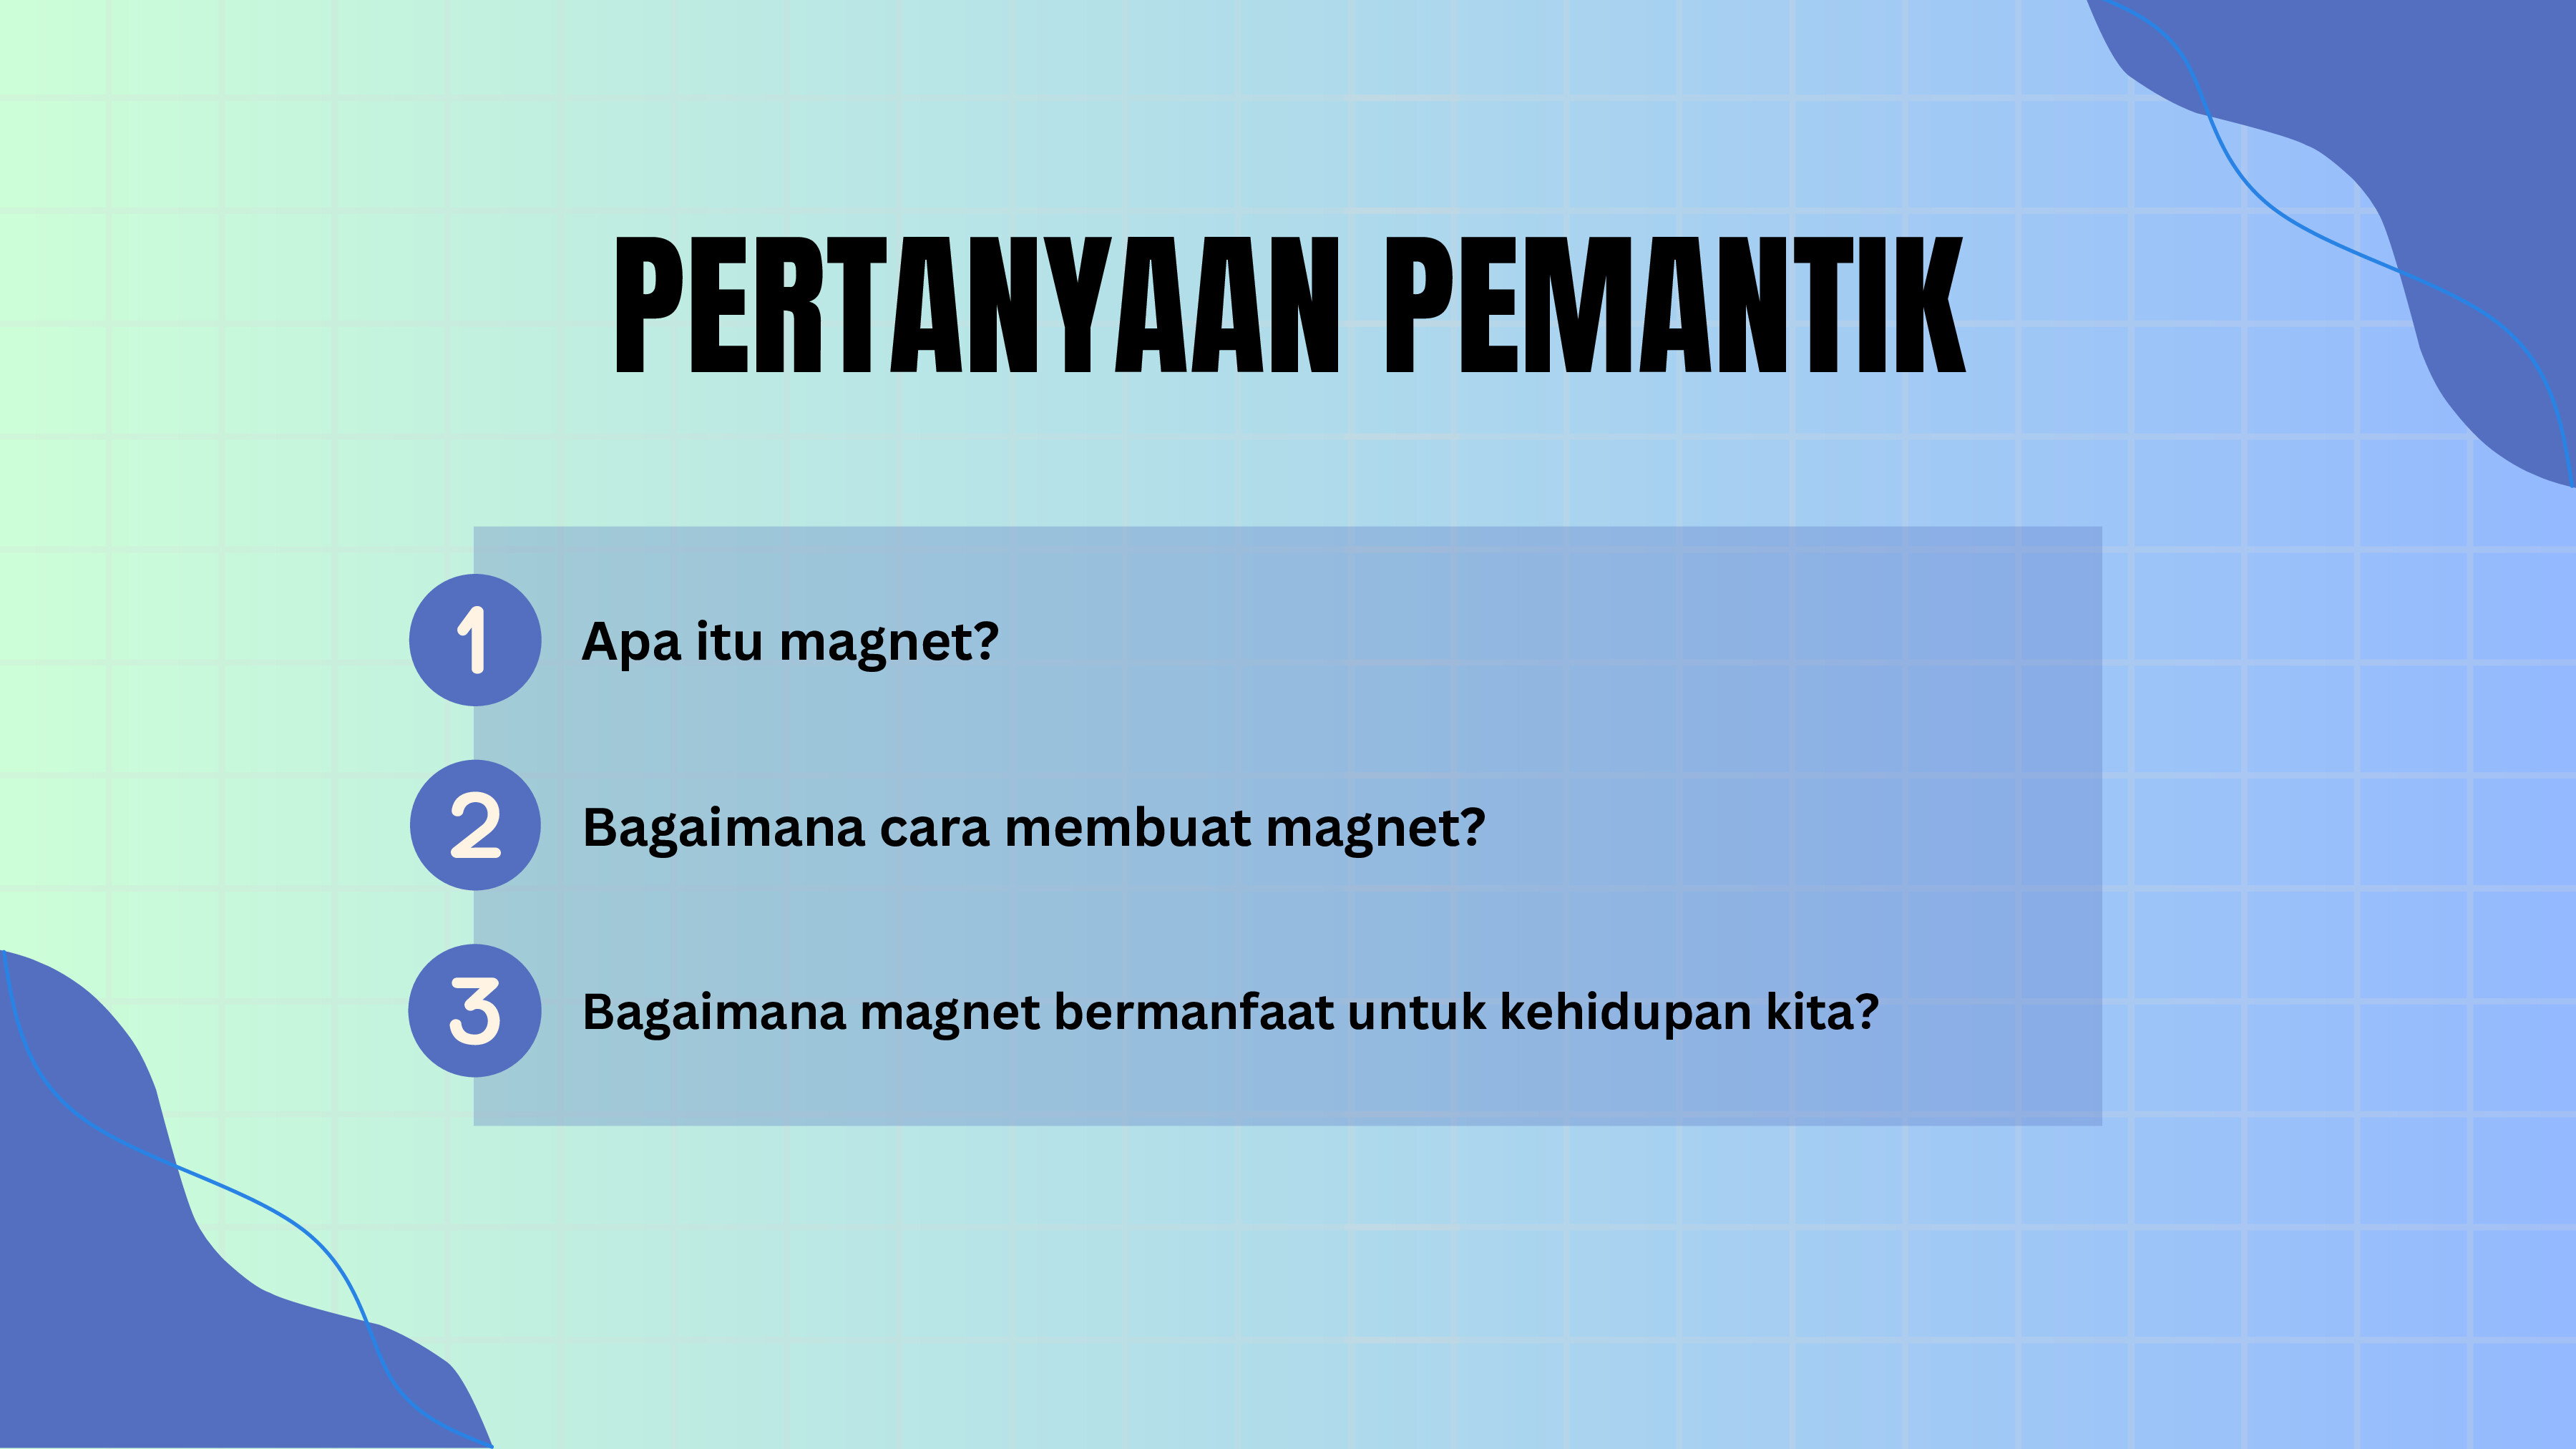 PERTANYAAN PEMANTIK
1 Apa itu magnet?
2 Bagaimana cara membuat magnet?
3 Bagaimana magnet bermanfaat untuk kehidupan kita?